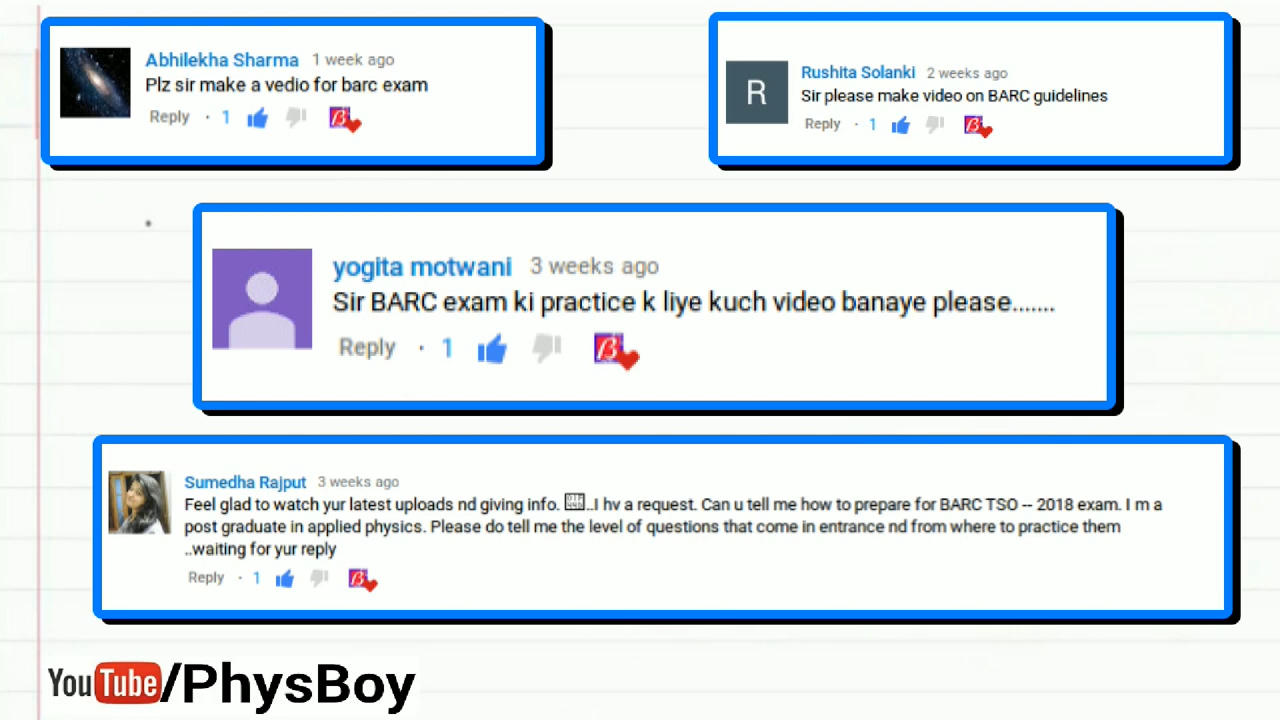 Abhilekha Sharma 1 week ago
Plz sir make a vedio for barc exam
Reply · 1
R
Rushita Solanki 2 weeks ago
Sir please make video on BARC guidelines
Reply · 1
yogita motwani 3 weeks ago
Sir BARC exam ki practice k liye kuch video banaye please.......
Reply · 1
Sumedha Rajput 3 weeks ago
Feel glad to watch yur latest uploads nd giving info. ..I hv a request. Can u tell me how to prepare for BARC TSO -- 2018 exam. I m a
post graduate in applied physics. Please do tell me the level of questions that come in entrance nd from where to practice them
..waiting for yur reply
Reply · 1
YouTube/PhysBoy